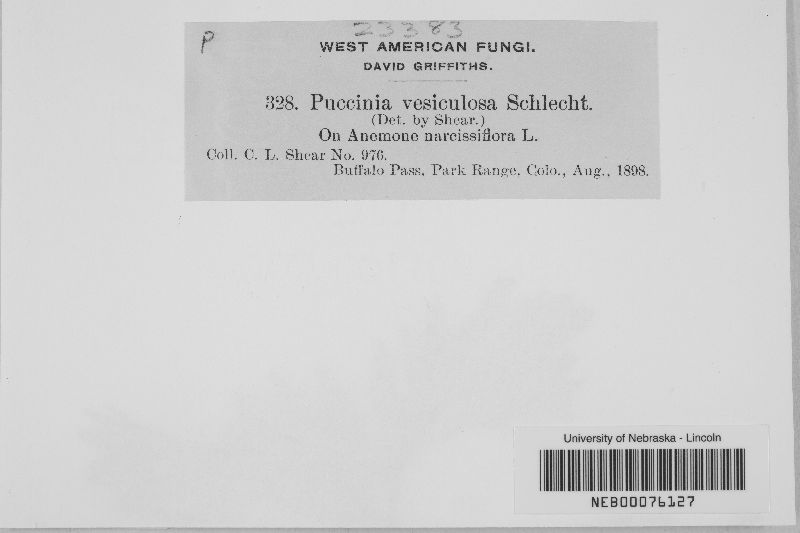 23383
P
WEST AMERICAN FUNGI.
DAVID GRIFFITHS.
328. Puccinia vesiculosa Schlecht.
(Det. by Shear.)
On Anemone narcissiflora L.
Coll. C. L. Shear No. 976.
Buffalo Pass, Park Range, Colo., Aug., 1898.
University of Nebraska - Lincoln
NEB00076127